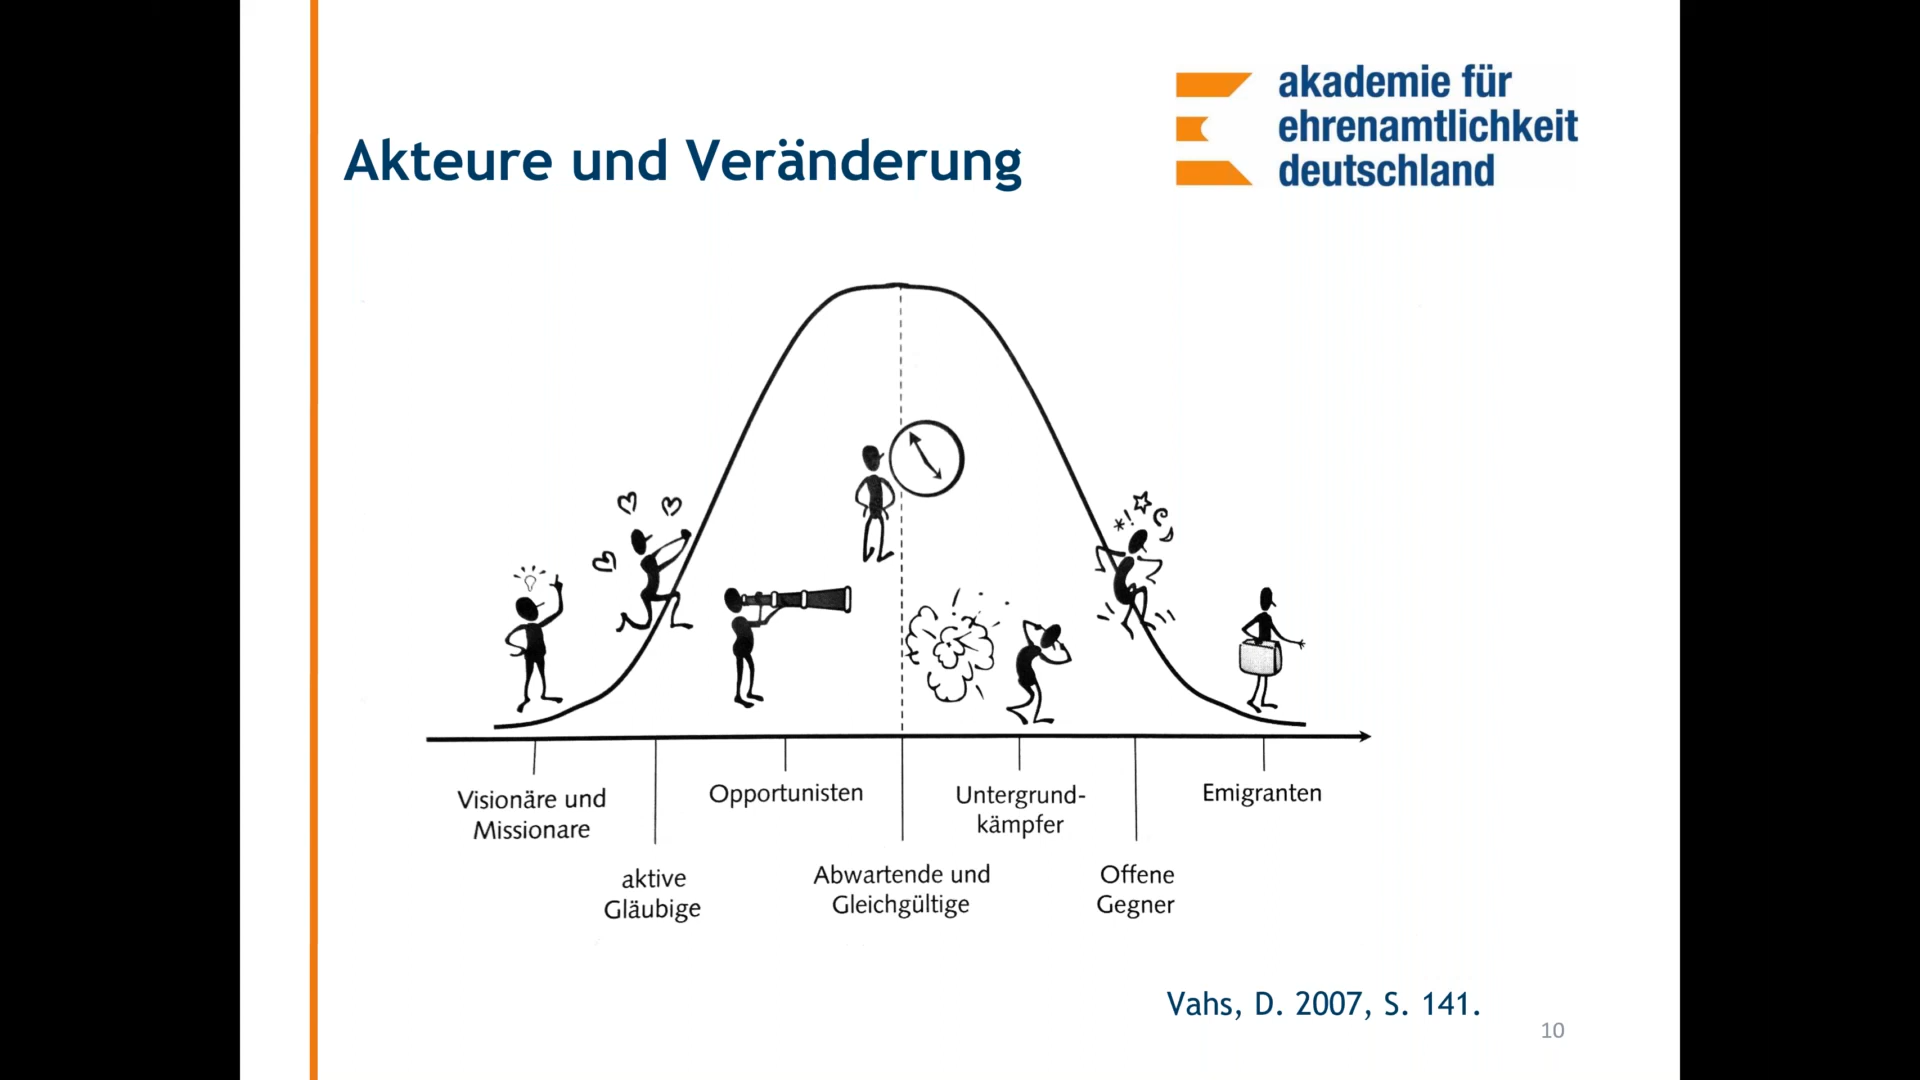 akademie für
ehrenamtlichkeit
deutschland
Akteure und Veränderung
Visionäre und
Missionare
aktive
Gläubige
Opportunisten
Abwartende und
Gleichgültige
Untergrund-
kämpfer
Offene
Gegner
Emigranten
Vahs, D. 2007, S. 141.
10